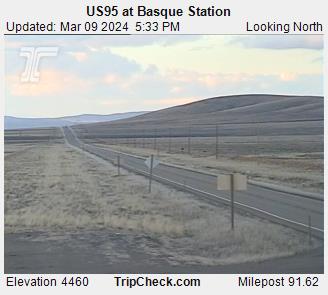 US95 at Basque Station
Updated: Mar 09 2024 5:33 PM Looking North
Elevation 4460 TripCheck.com Milepost 91.62